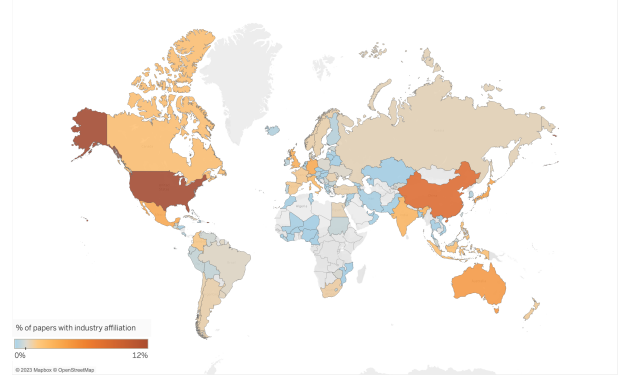 % of papers with industry affiliation
0% 12%
© 2023 Mapbox © OpenStreetMap